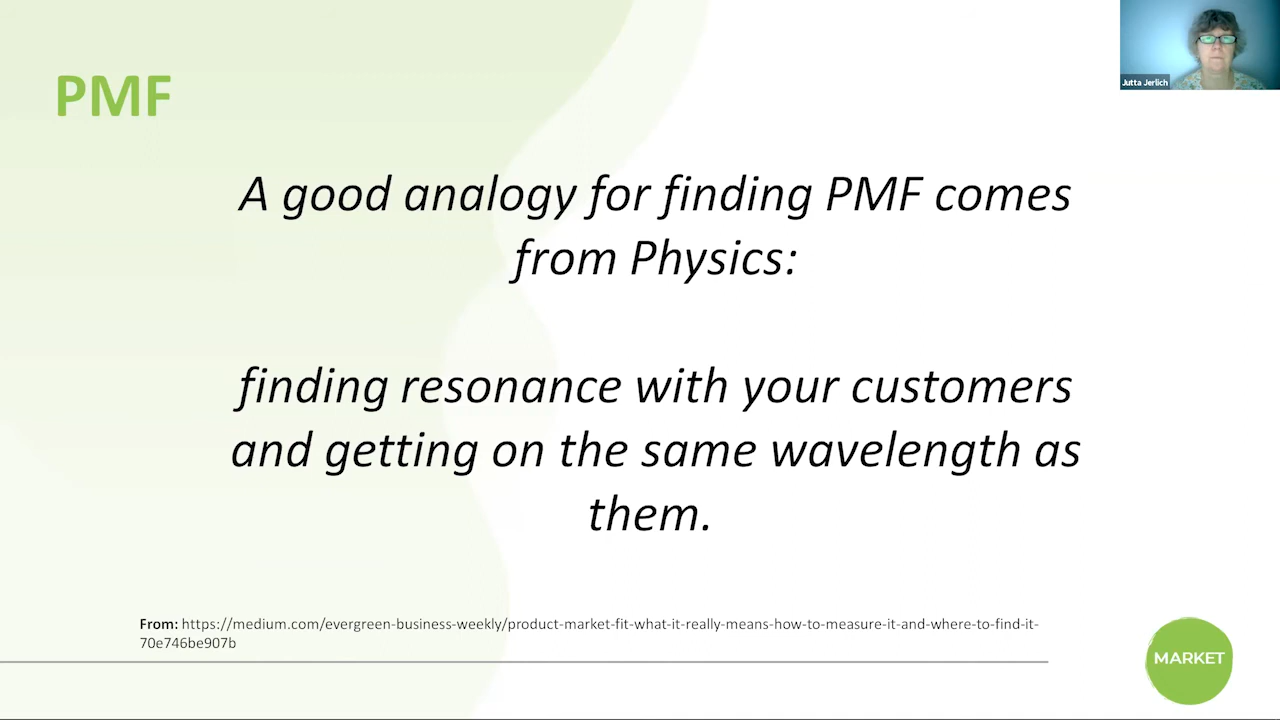 PMF
Jutta Jerlich
A good analogy for finding PMF comes
from Physics:
finding resonance with your customers
and getting on the same wavelength as
them.
From: https://medium.com/evergreen-business-weekly/product-market-fit-what-it-really-means-how-to-measure-it-and-where-to-find-it-
70e746be907b
MARKET